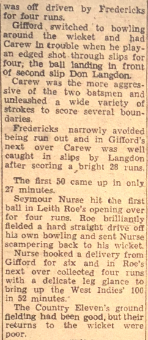 was off driven by Fredericks
for four runs.
Gifford switched to bowling
around the wicket and had
Carew in trouble when he play-
an edged shot through slips for
four, the ball landing in front
of second slip Don Langdon.
Carew was the more aggres-
sive of the two batsmen and
unleashed a wide variety of
strokes to score several boun-
daries.
Fredericks narrowly avoided
being run out and in Gifford's
next over Carew was well
caught in slips by Langdon
after scoring a bright 28 runs.
The first 50 came up in only
27 minutes.
Seymour Nurse hit the first
ball in Leith Roe's opening over
for four runs. Roe brilliantly
fielded a hard straight drive off
his own bowling and sent Nurse
scampering back to his wicket.
Nurse hooked a delivery from
Gifford for six and in Roe's
next over collected four runs
with a delicate leg glance to
bring up the West Indies' 100
in 52 minutes.
The Country Eleven's ground
fielding had been good, but their
returns to the wicket were
poor.